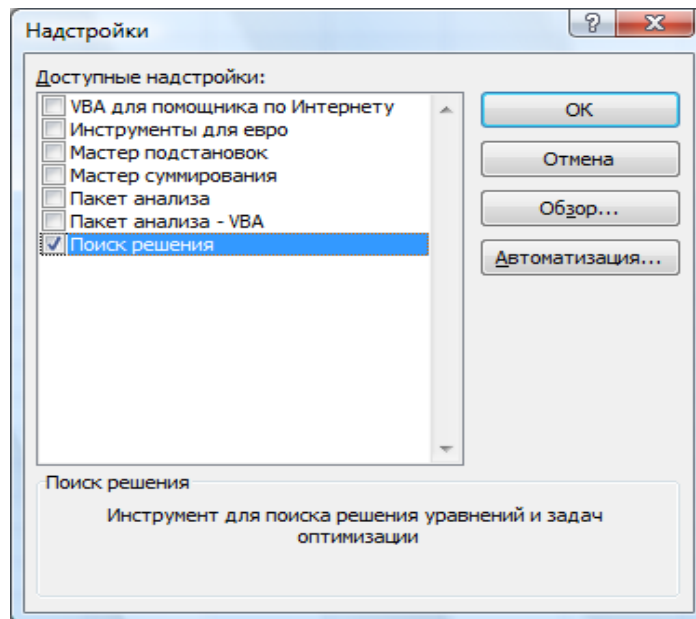 Надстройки
Доступные надстройки:
VBA для помощника по Интернету
Инструменты для евро
Мастер подстановок
Мастер суммирования
Пакет анализа
Пакет анализа - VBA
Поиск решения
ОК
Отмена
Обзор...
Автоматизация...
Поиск решения
Инструмент для поиска решения уравнений и задач
оптимизации